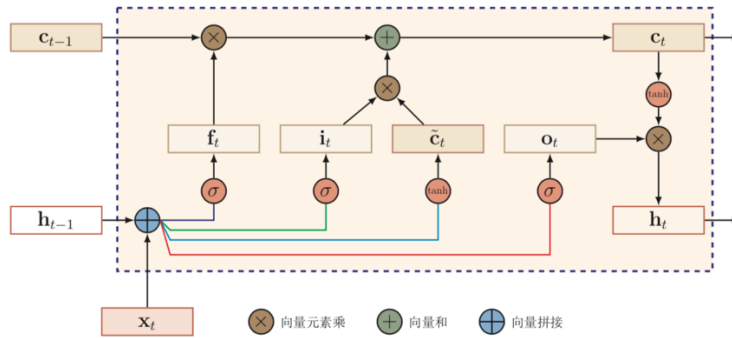 c_{t−1}
×
+
c_t
tanh
×
×
f_t
i_t
c̃_t
o_t
σ
σ
tanh
σ
h_{t−1}
h_t
x_t
× 向量元素乘
+ 向量和
向量拼接